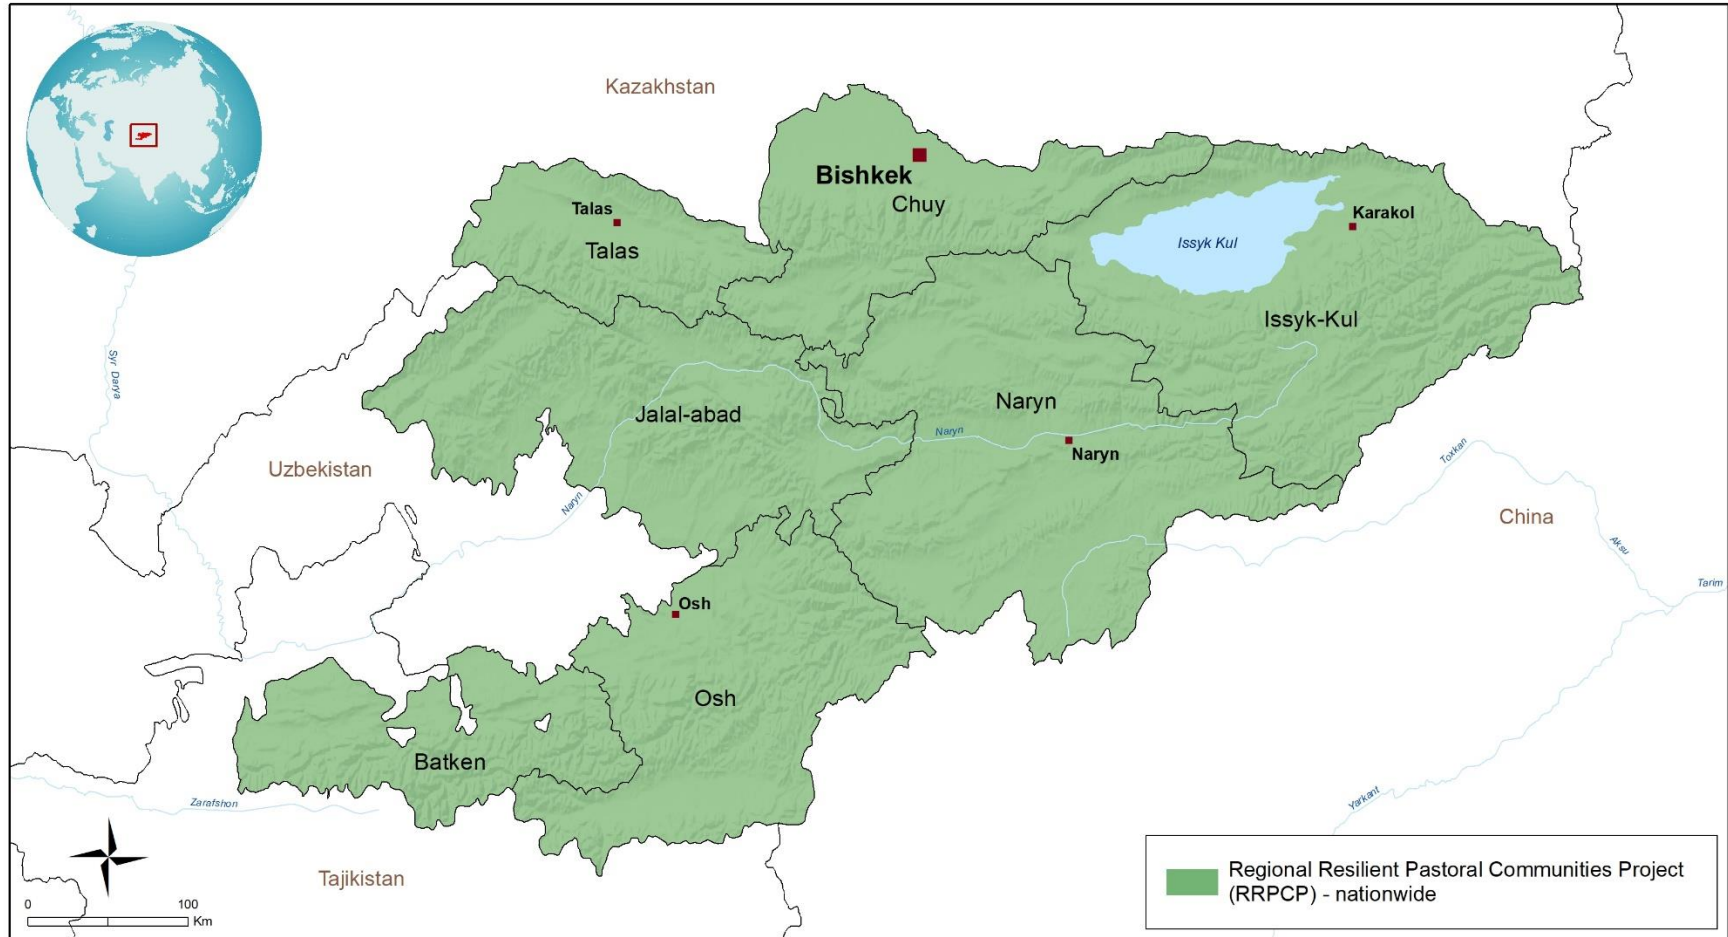 Kazakhstan
Bishkek
Chuy
Talas
Talas
Karakol
Issyk Kul
Issyk-Kul
Syr Darya
Jalal-abad
Naryn
Naryn
Naryn
Uzbekistan
Naryn
Toxkan
China
Aksu
Tarim
Osh
Osh
Batken
Zarafshon
Yarkant
Tajikistan
0 100
Km
Regional Resilient Pastoral Communities Project
(RRPCP) - nationwide